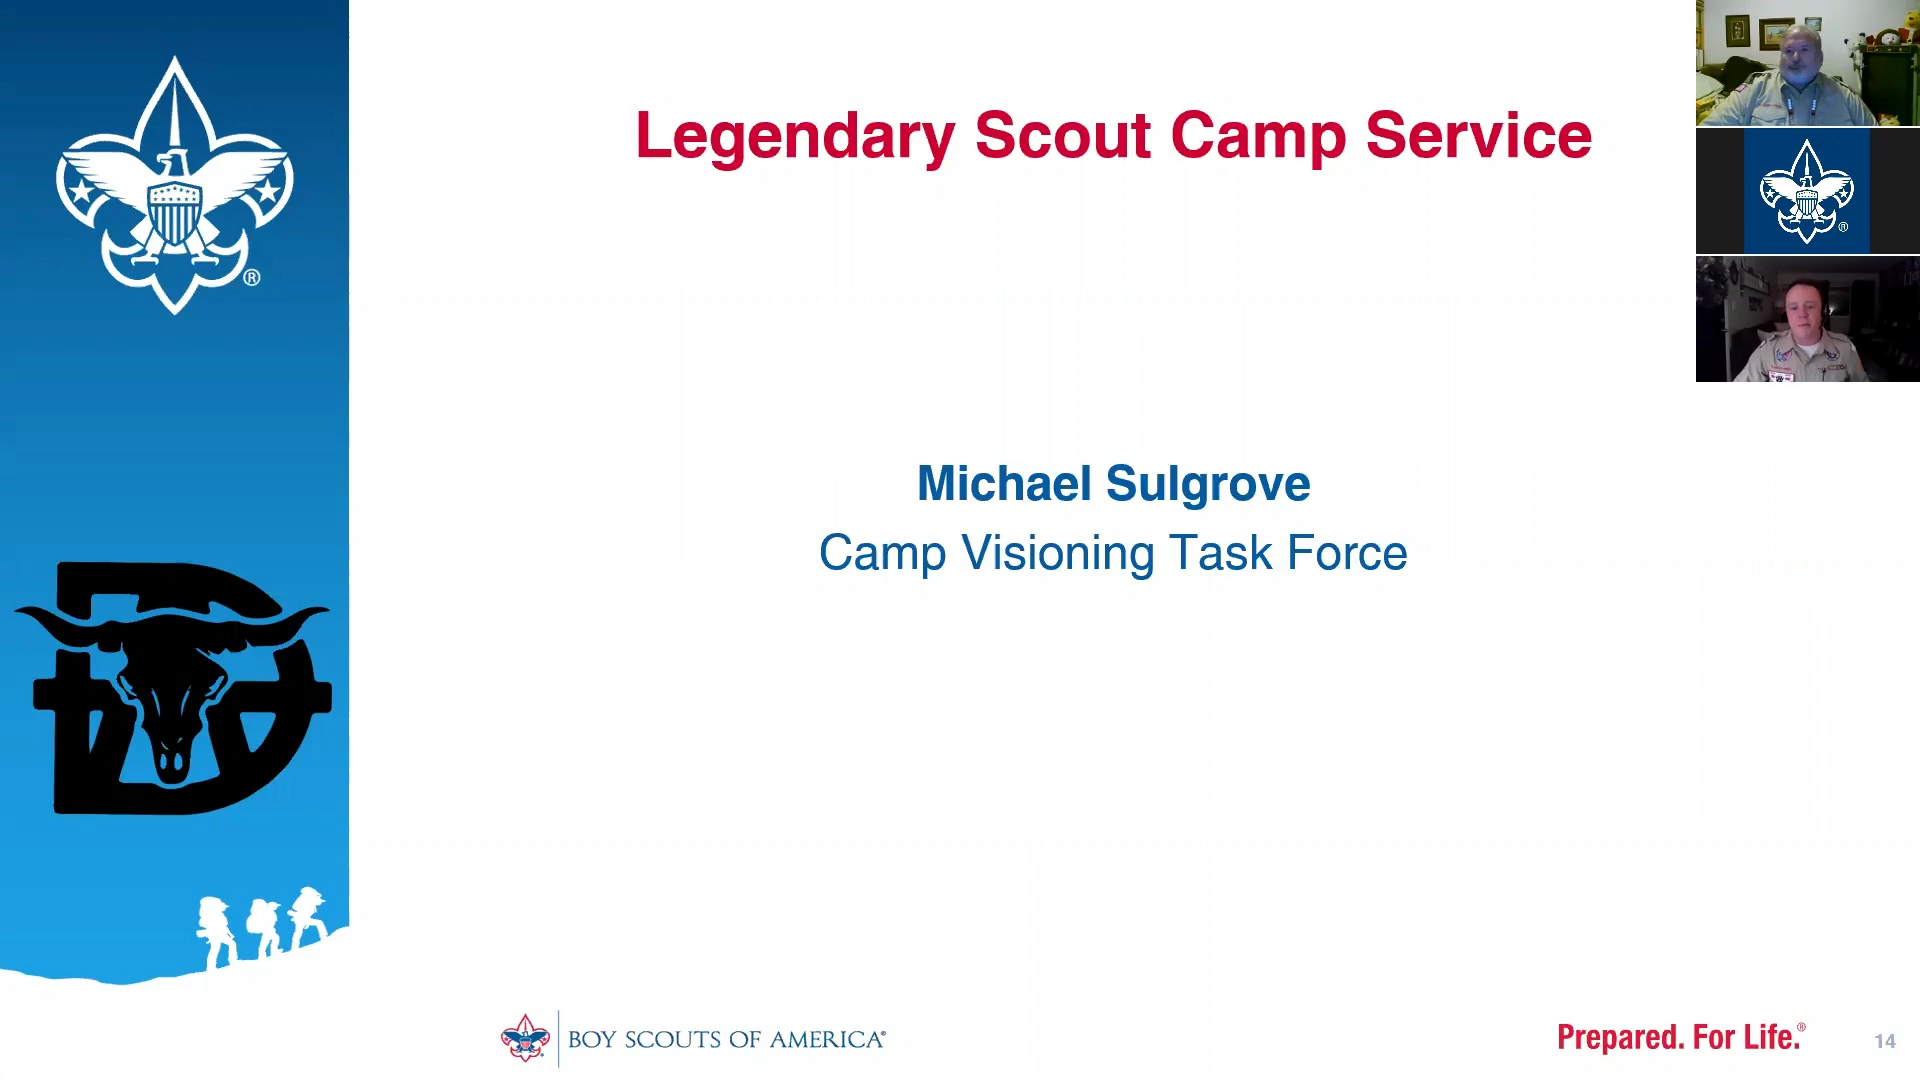 Legendary Scout Camp Service
Michael Sulgrove
Camp Visioning Task Force
BOY SCOUTS OF AMERICA®
Prepared. For Life.®
14
®
®